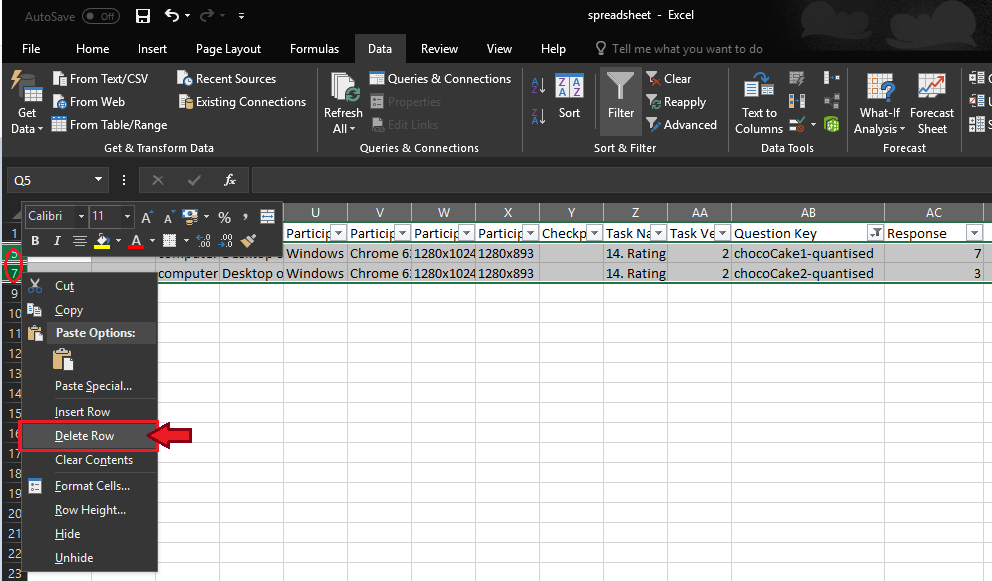 AutoSave Off
spreadsheet - Excel
File Home Insert Page Layout Formulas Data Review View Help Tell me what you want to do
Get Data
From Text/CSV
From Web
From Table/Range
Recent Sources
Existing Connections
Get & Transform Data
Refresh All
Queries & Connections
Properties
Edit Links
Queries & Connections
A Z
Z A
Z A A Z
Sort
Filter
Clear
Reapply
Advanced
Sort & Filter
Text to Columns
Data Tools
What-If Analysis
Forecast Sheet
Forecast
Q5
fx
Calibri 11 A A % ,
B I A .00 .00
U V W X Y Z AA AB AC
1 Particip Particip Particip Particip Checkp Task Na Task Ve Question Key Response
Windows Chrome 6 1280x1024 1280x893 14. Rating 2 chocoCake1-quantised 7
7 computer Desktop o Windows Chrome 6 1280x1024 1280x893 14. Rating 2 chocoCake2-quantised 3
9
10
11
12
13
14
15
16
17
18
19
20
21
22
23
Cut
Copy
Paste Options:
Paste Special...
Insert Row
Delete Row
Clear Contents
Format Cells...
Row Height...
Hide
Unhide